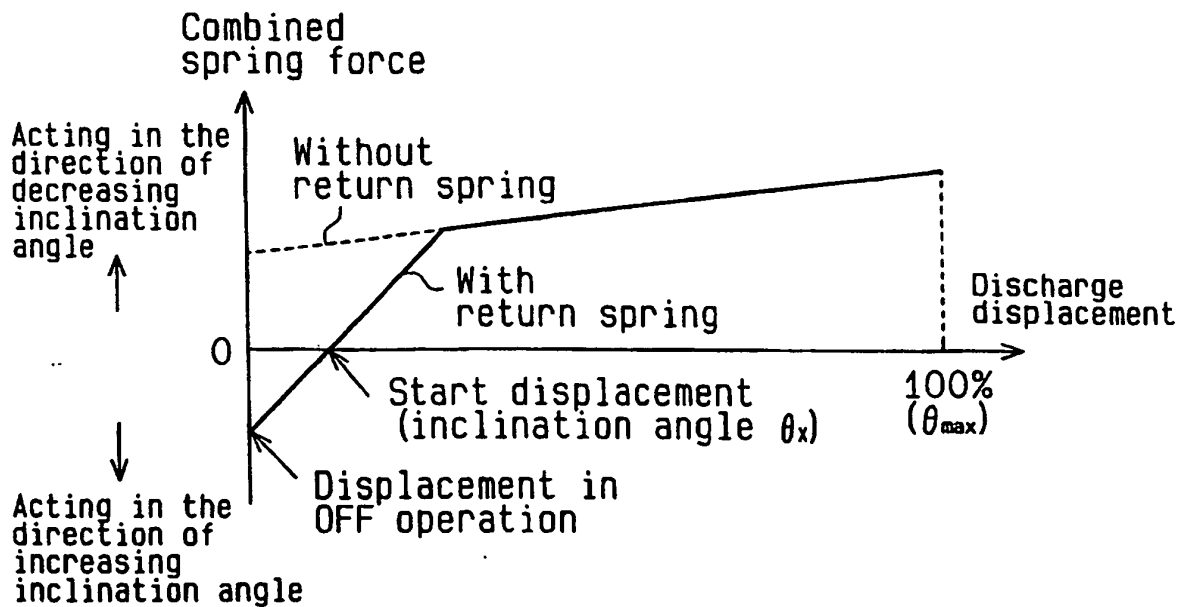 Combined
spring force
Acting in the
direction of
decreasing
inclination
angle
Without
return spring
With
return spring
Discharge
displacement
0
Start displacement
(inclination angle θx)
100%
(θmax)
Displacement in
OFF operation
Acting in the
direction of
increasing
inclination angle